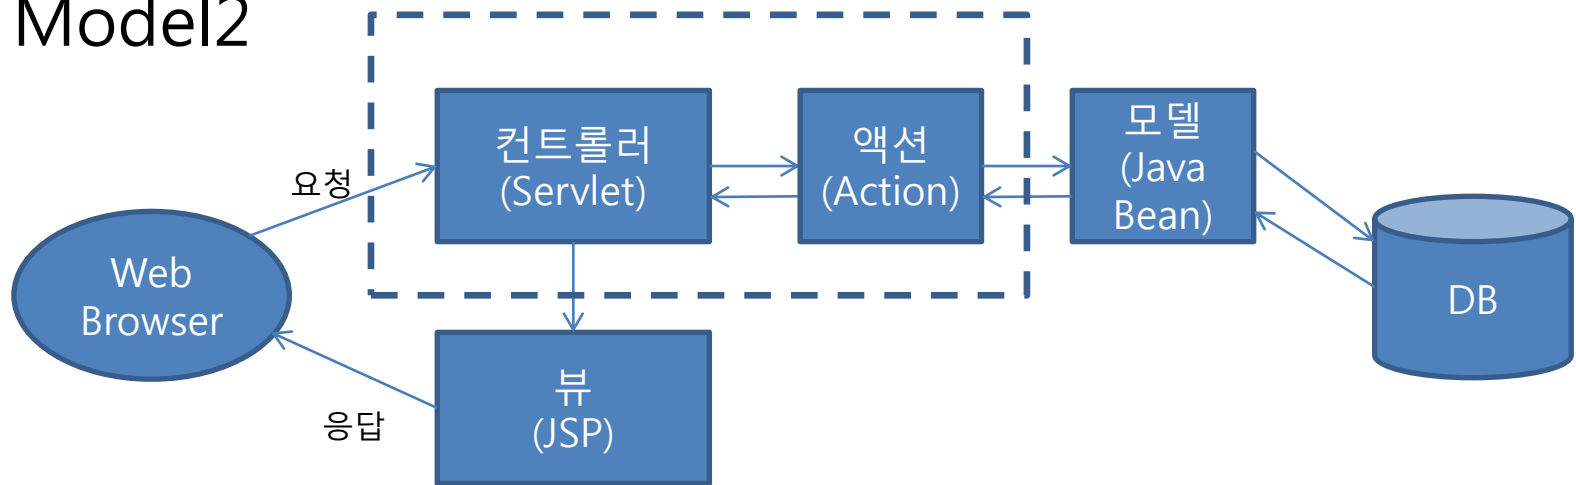 Model2
컨트롤러
(Servlet)
액션
(Action)
모델
(Java
Bean)
요청
Web
Browser
DB
뷰
(JSP)
응답